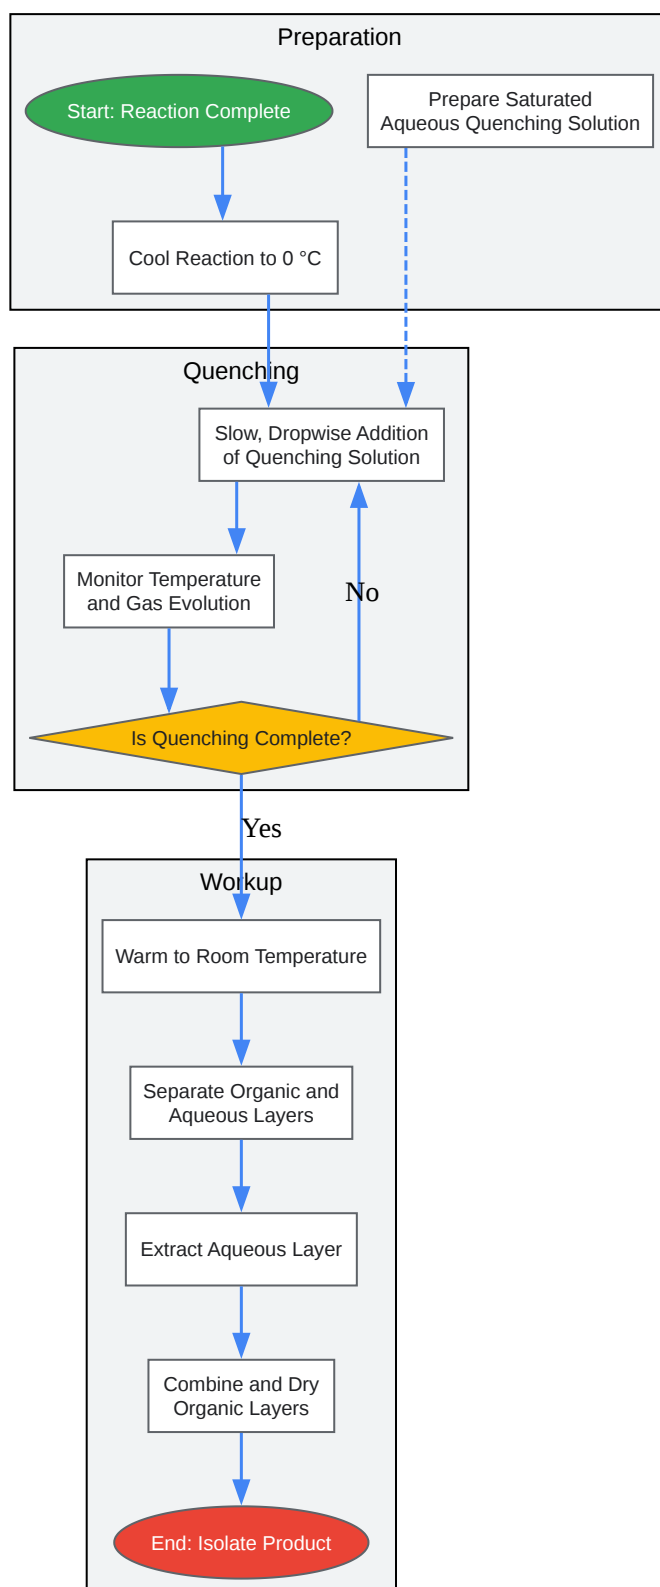 Preparation
Start: Reaction Complete
Prepare Saturated
Aqueous Quenching Solution
Cool Reaction to 0 °C
Quenching
Slow, Dropwise Addition
of Quenching Solution
Monitor Temperature
and Gas Evolution
No
Is Quenching Complete?
Yes
Workup
Warm to Room Temperature
Separate Organic and
Aqueous Layers
Extract Aqueous Layer
Combine and Dry
Organic Layers
End: Isolate Product